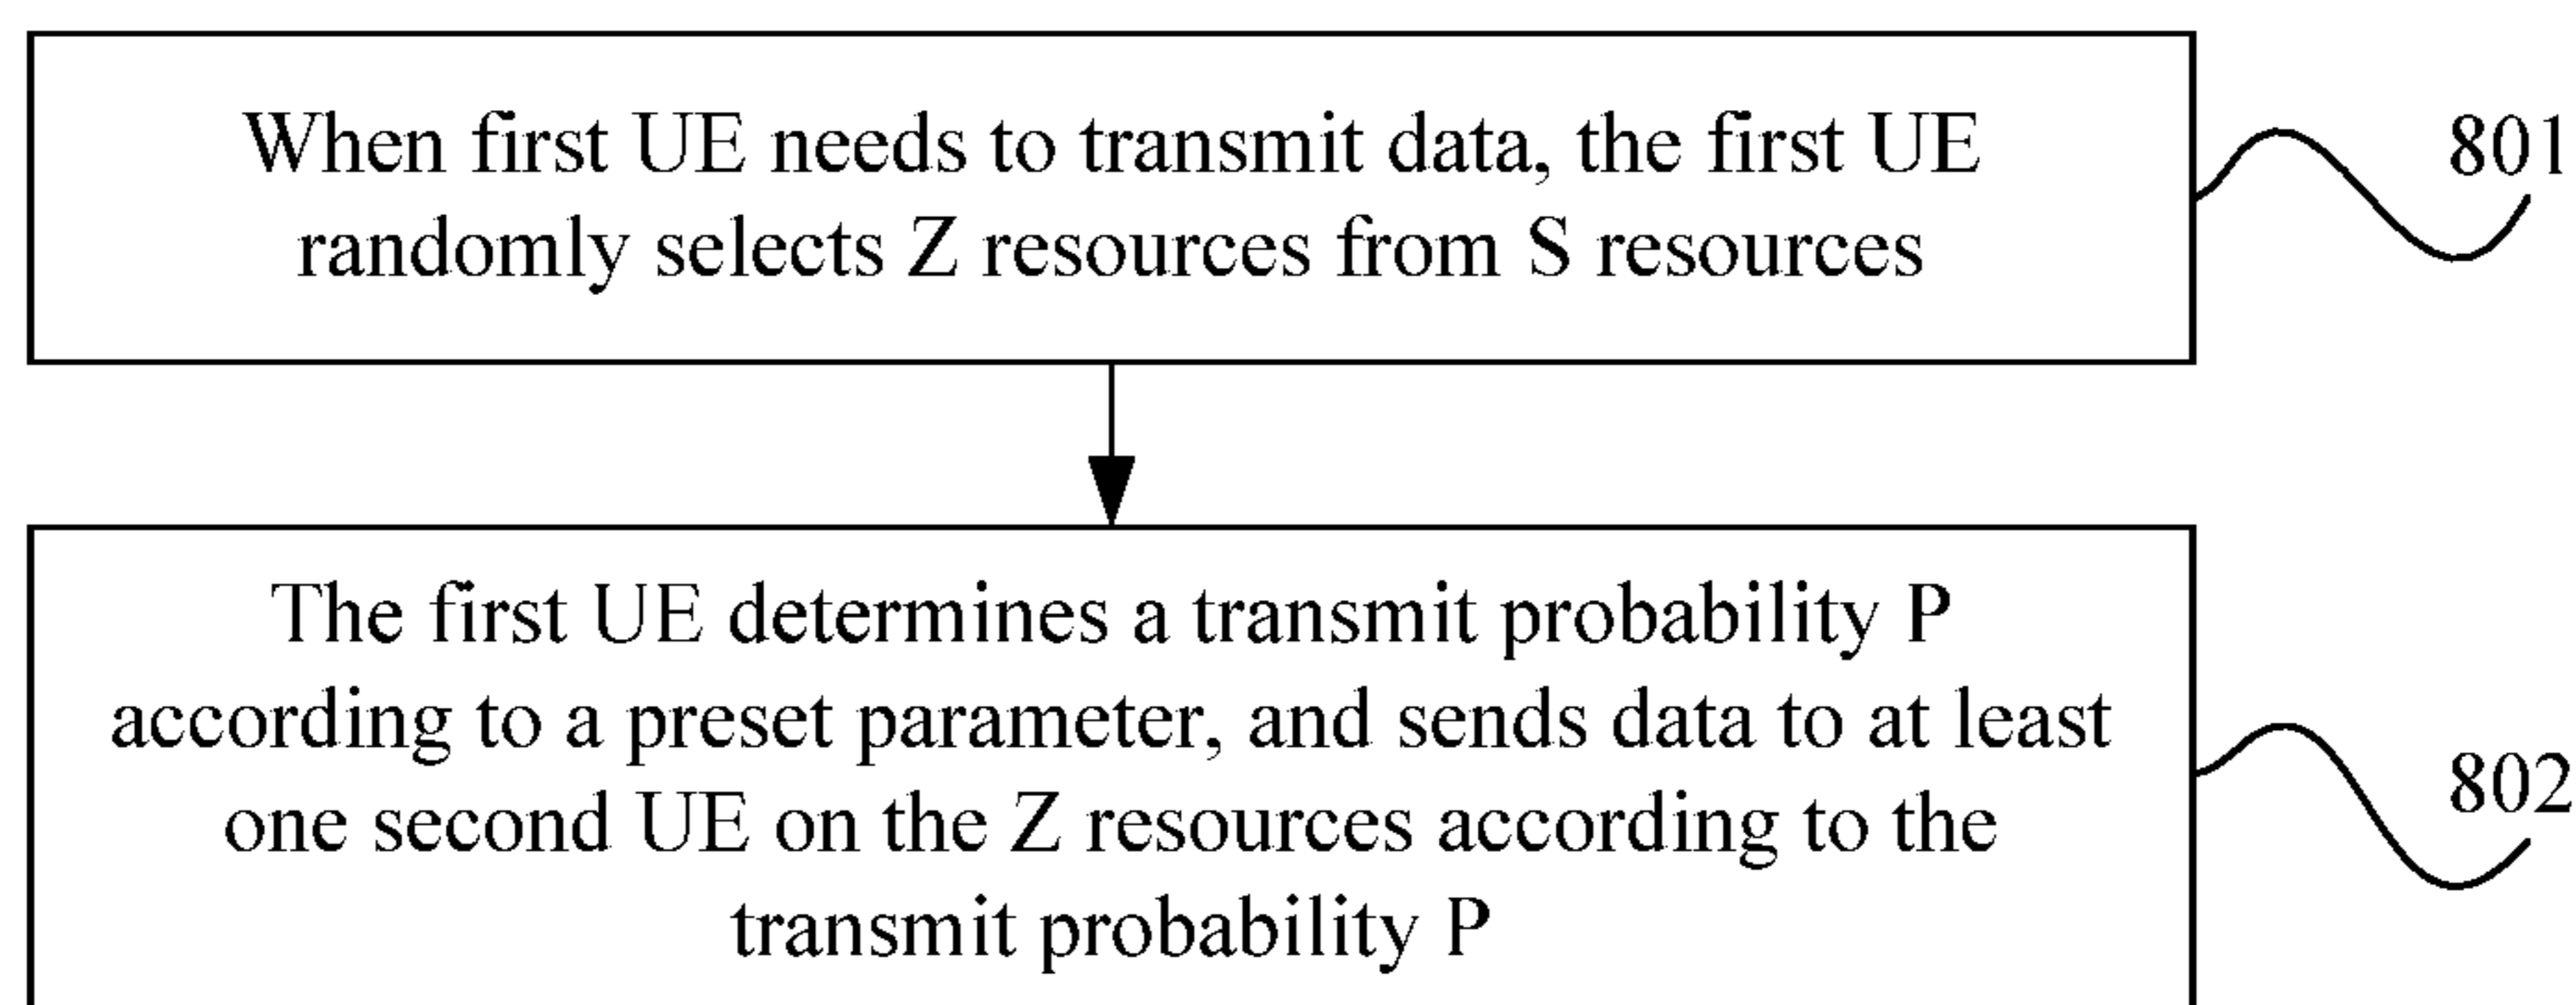 When first UE needs to transmit data, the first UE
randomly selects Z resources from S resources
801
The first UE determines a transmit probability P
according to a preset parameter, and sends data to at least
one second UE on the Z resources according to the
transmit probability P
802